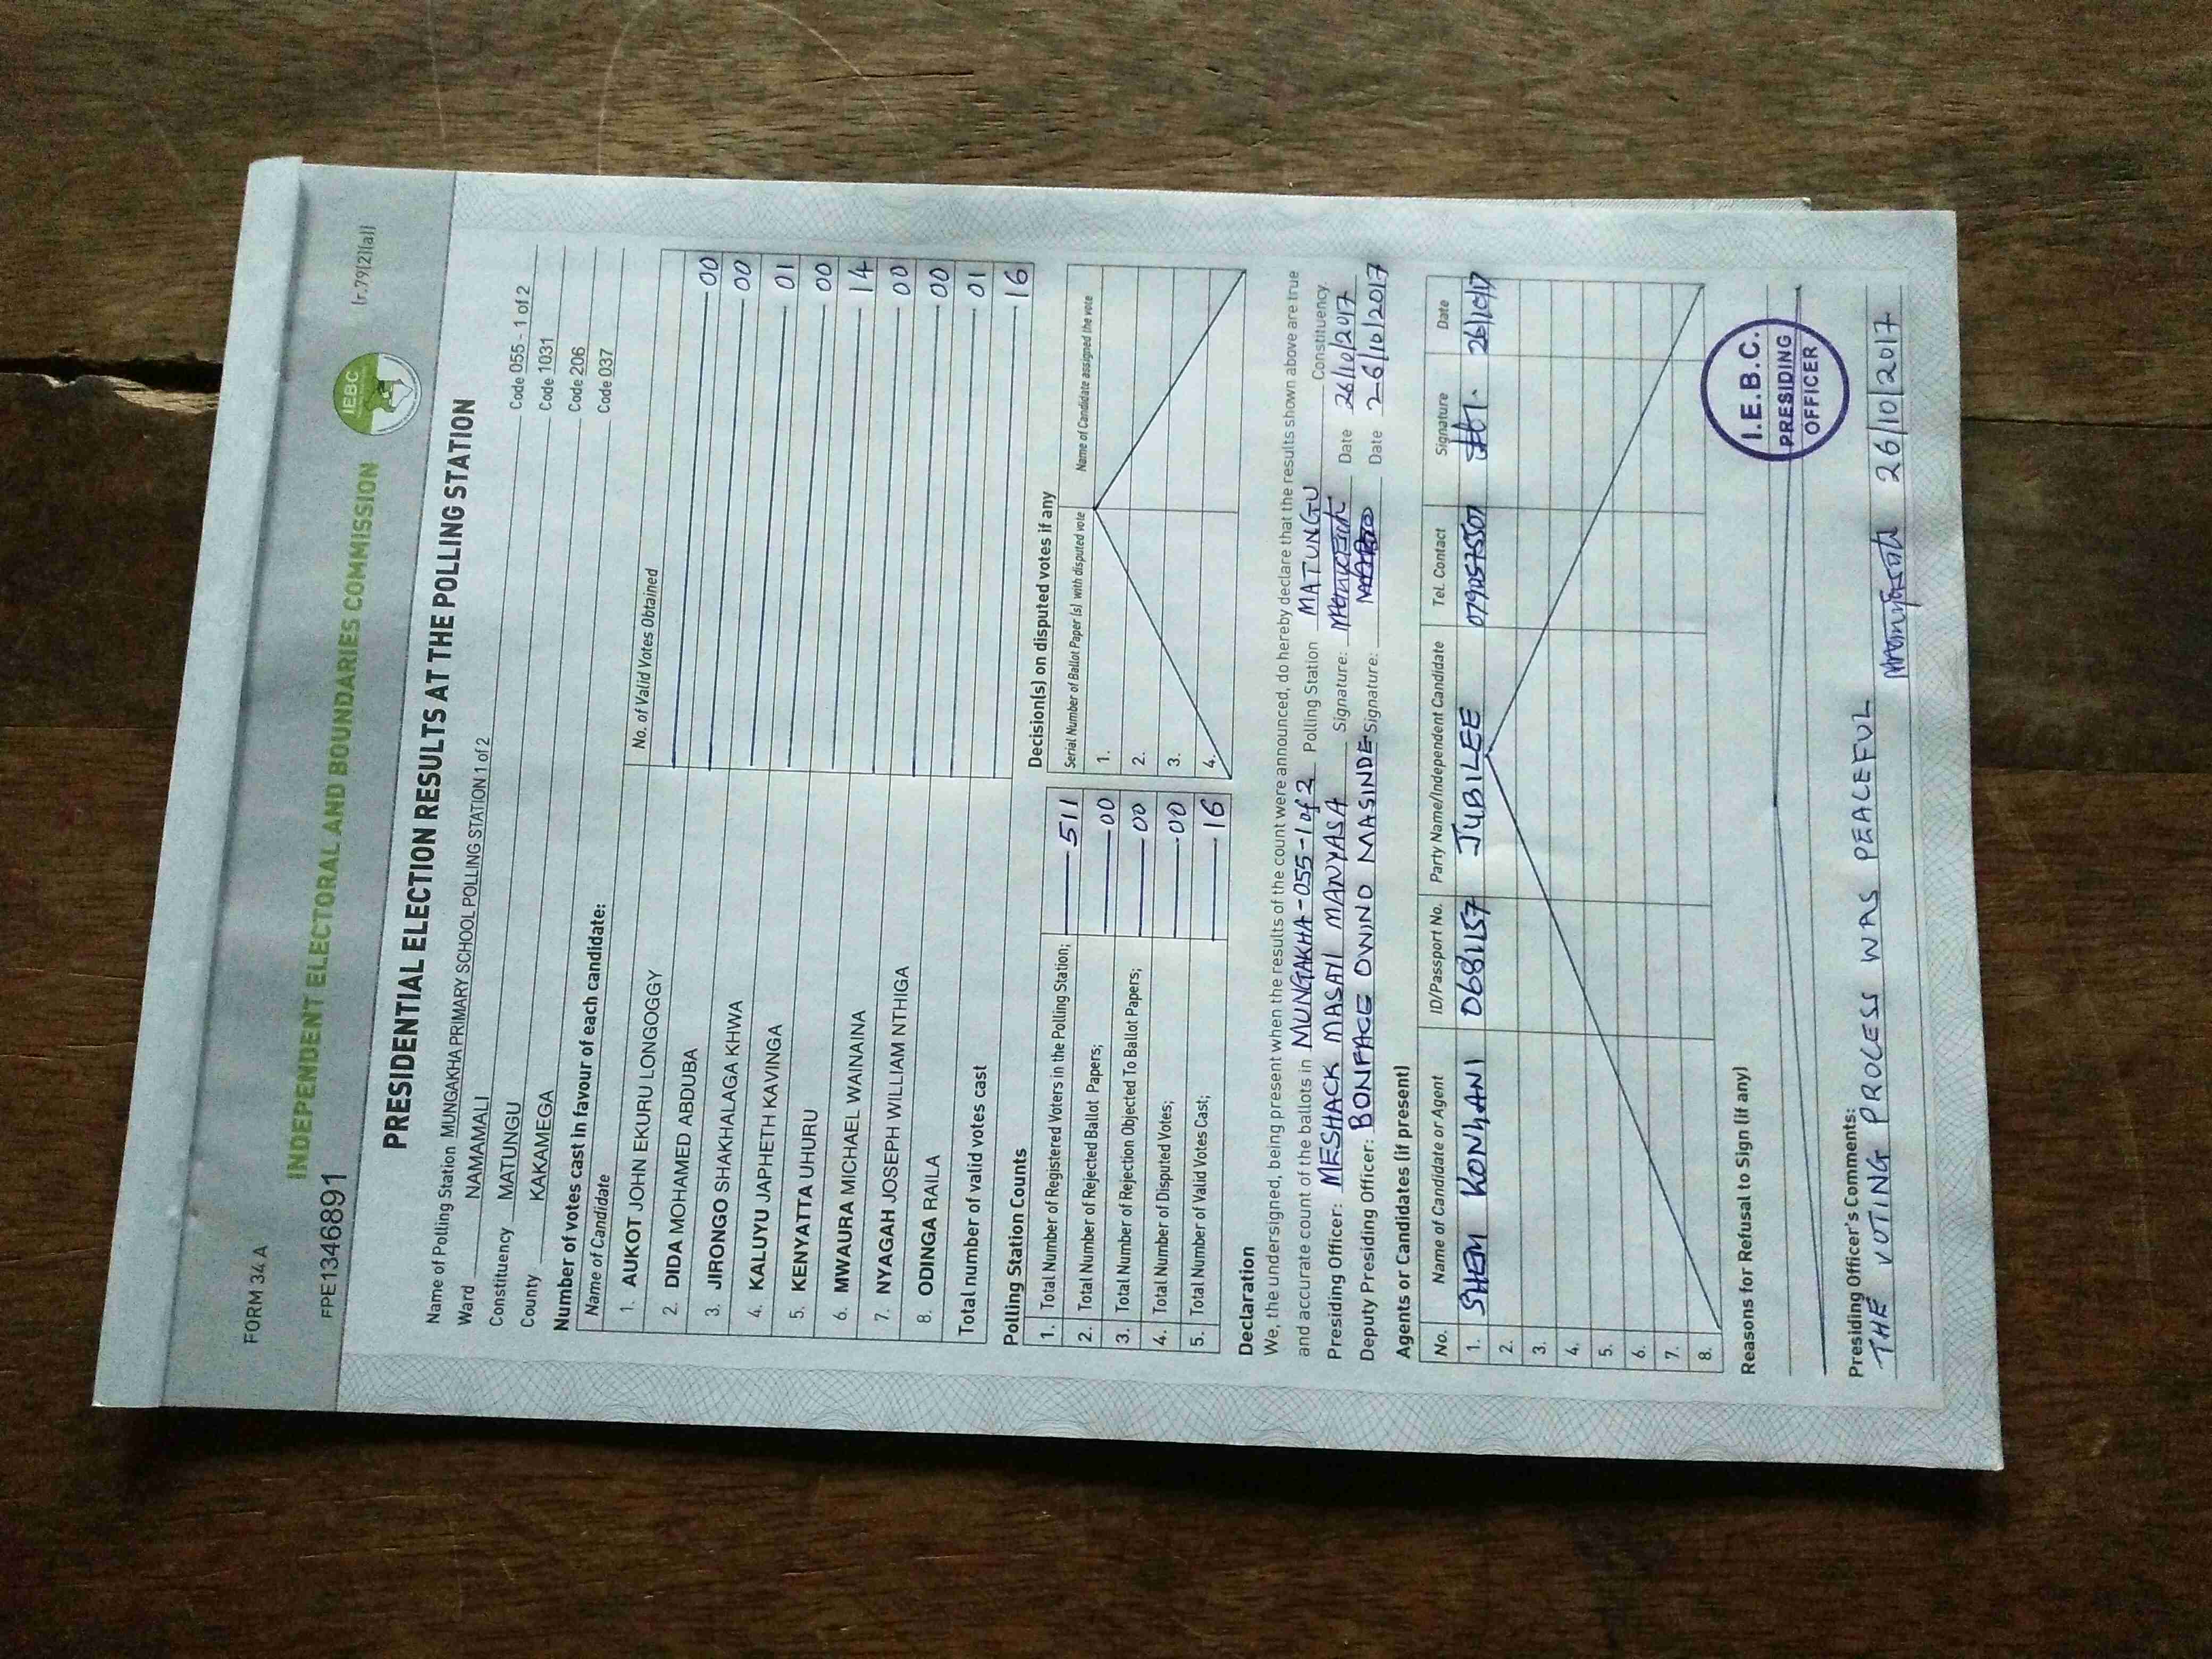 FORM 34 A
(r.79(2)(a))
INDEPENDENT ELECTORAL AND BOUNDARIES COMMISSION
IEBC
FPE1346891
PRESIDENTIAL ELECTION RESULTS AT THE POLLING STATION
Name of Polling Station MUNGAKHA PRIMARY SCHOOL POLLING STATION 1 of 2 Code 055 - 1 of 2
Ward NAMAMALI Code 1031
Constituency MATUNGU Code 206
County KAKAMEGA Code 037
Number of votes cast in favour of each candidate:
Name of Candidate No. of Valid Votes Obtained
1. AUKOT JOHN EKURU LONGOGGY 00
2. DIDA MOHAMED ABDUBA 00
3. JIRONGO SHAKHALAGA KHWA 01
4. KALUYU JAPHETH KAVINGA 00
5. KENYATTA UHURU 14
6. MWAURA MICHAEL WAINAINA 00
7. NYAGAH JOSEPH WILLIAM NTHIGA 00
8. ODINGA RAILA 01
Total number of valid votes cast 16
Polling Station Counts
1. Total Number of Registered Voters in the Polling Station; 511
2. Total Number of Rejected Ballot Papers; 00
3. Total Number of Rejection Objected To Ballot Papers; 00
4. Total Number of Disputed Votes; 00
5. Total Number of Valid Votes Cast; 16
Decision(s) on disputed votes if any
Serial Number of Ballot Paper (s) with disputed vote Name of Candidate assigned the vote
1.
2.
3.
4.
Declaration
We, the undersigned, being present when the results of the count were announced, do hereby declare that the results shown above are true
and accurate count of the ballots in MUNGAKHA-055-1 of 2 Polling Station MATUNGU Constituency.
Presiding Officer: MESHACK MASAI MANYASA Signature: Date 26/10/2017
Deputy Presiding Officer: BONIFACE OWINO MASINDE Signature: Date 26/10/2017
Agents or Candidates (if present)
No. Name of Candidate or Agent ID/Passport No. Party Name/Independent Candidate Tel. Contact Signature Date
1. SHEM KONYANI 0681157 JUBILEE 26/10/17
2.
3.
4.
5.
6.
7.
8.
Reasons for Refusal to Sign (if any)
I.E.B.C.
PRESIDING
OFFICER
Presiding Officer's Comments:
THE VOTING PROCESS WAS PEACEFUL
26/10/2017